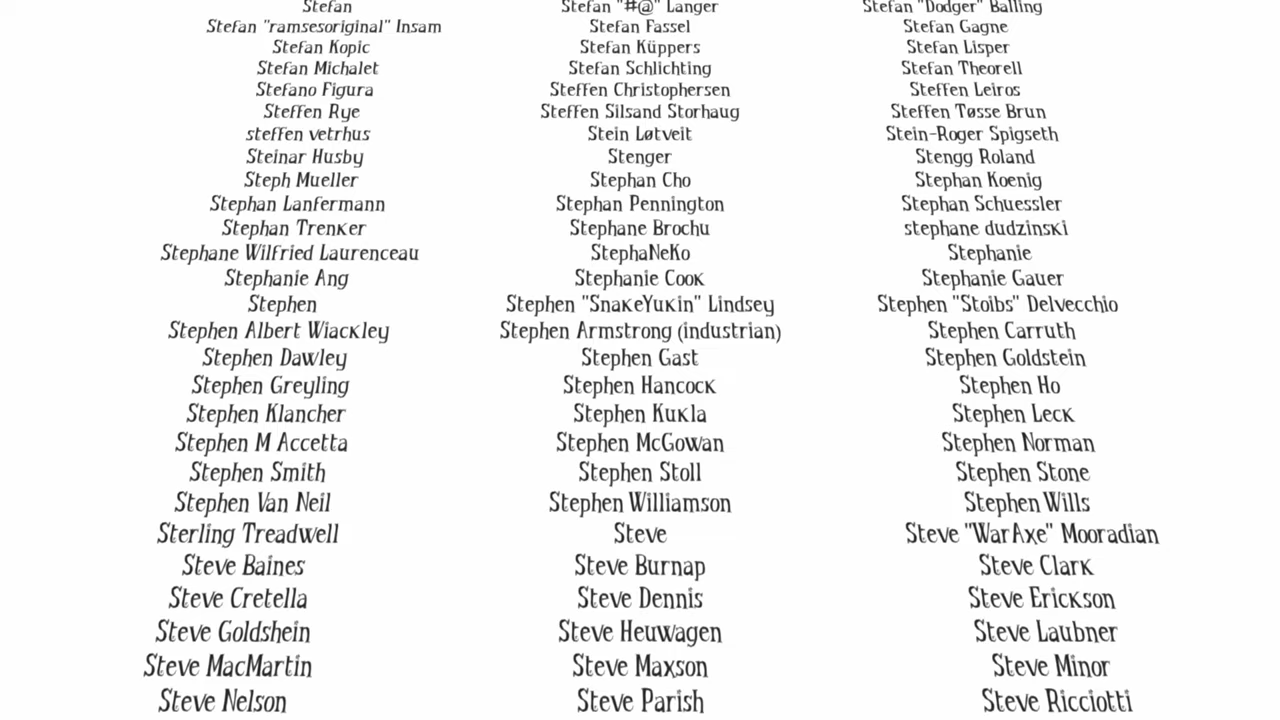 Stefan Stefan "#@" Langer Stefan "Dodger" Balling
Stefan "ramsesoriginal" Insam Stefan Fassel Stefan Gagne
Stefan Kopic Stefan Küppers Stefan Lisper
Stefan Michalet Stefan Schlichting Stefan Theorell
Stefano Figura Steffen Christophersen Steffen Leiros
Steffen Rye Steffen Silsand Storhaug Steffen Tøsse Brun
steffen vetrhus Stein Løtveit Stein-Roger Spigseth
Steinar Husby Stenger Stengg Roland
Steph Mueller Stephan Cho Stephan Koenig
Stephan Lanfermann Stephan Pennington Stephan Schuessler
Stephan Trenker Stephane Brochu stephane dudzinski
Stephane Wilfried Laurenceau StephaNeKo Stephanie
Stephanie Ang Stephanie Cook Stephanie Gauer
Stephen Stephen "SnakeYukin" Lindsey Stephen "Stoibs" Delvecchio
Stephen Albert Wiackley Stephen Armstrong (industrian) Stephen Carruth
Stephen Dawley Stephen Gast Stephen Goldstein
Stephen Greyling Stephen Hancock Stephen Ho
Stephen Klancher Stephen Kukla Stephen Leck
Stephen M Accetta Stephen McGowan Stephen Norman
Stephen Smith Stephen Stoll Stephen Stone
Stephen Van Neil Stephen Williamson Stephen Wills
Sterling Treadwell Steve Steve "WarAxe" Mooradian
Steve Baines Steve Burnap Steve Clark
Steve Cretella Steve Dennis Steve Erickson
Steve Goldshein Steve Heuwagen Steve Laubner
Steve MacMartin Steve Maxson Steve Minor
Steve Nelson Steve Parish Steve Ricciotti